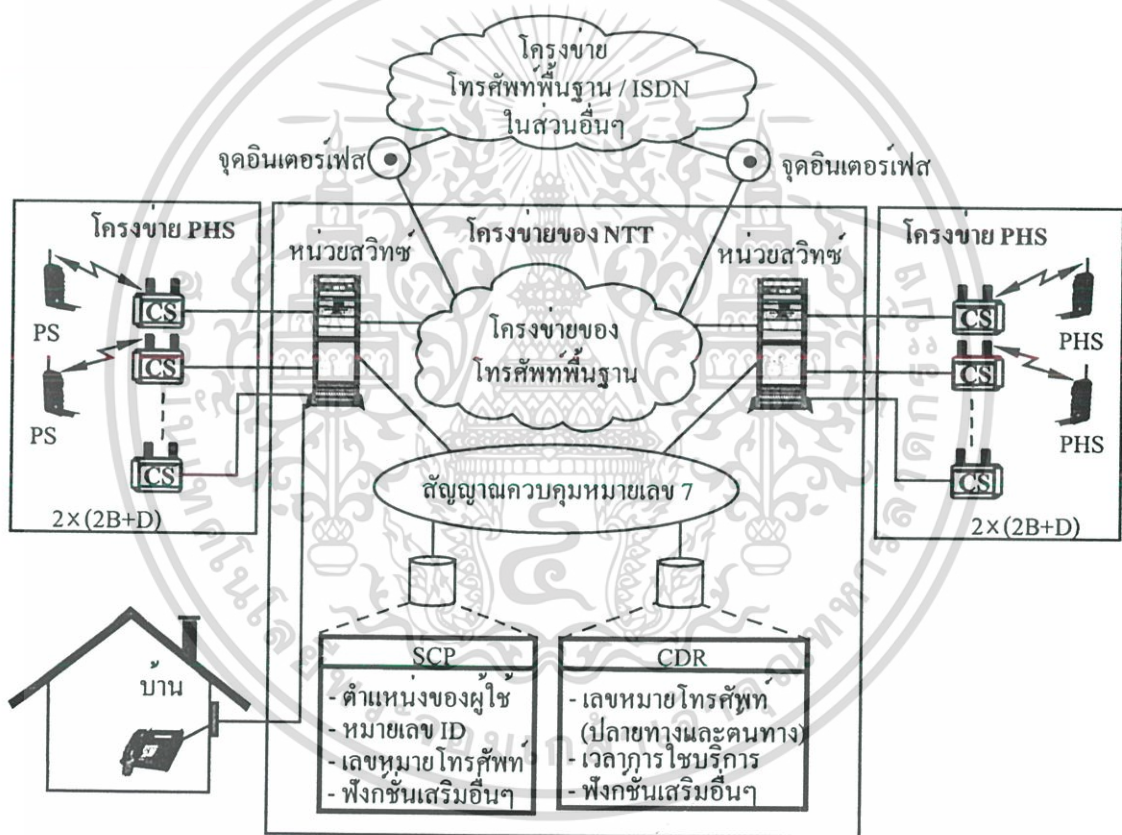 โครงข่าย
โทรศัพท์พื้นฐาน / ISDN
ในส่วนอื่นๆ
จุดอินเตอร์เฟส
จุดอินเตอร์เฟส
โครงข่าย PHS
PS
PS
CS
CS
CS
2×(2B+D)
โครงข่ายของ NTT
หน่วยสวิทซ์
หน่วยสวิทซ์
โครงข่ายของ
โทรศัพท์พื้นฐาน
สัญญาณควบคุมหมายเลข 7
โครงข่าย PHS
CS
CS
CS
PHS
PHS
2×(2B+D)
บ้าน
SCP
- ตำแหน่งของผู้ใช้
- หมายเลข ID
- เลขหมายโทรศัพท์
- ฟังก์ชั่นเสริมอื่นๆ
CDR
- เลขหมายโทรศัพท์
(ปลายทางและตนทาง)
- เวลาการใชบริการ
- ฟังก์ชั่นเสริมอื่นๆ